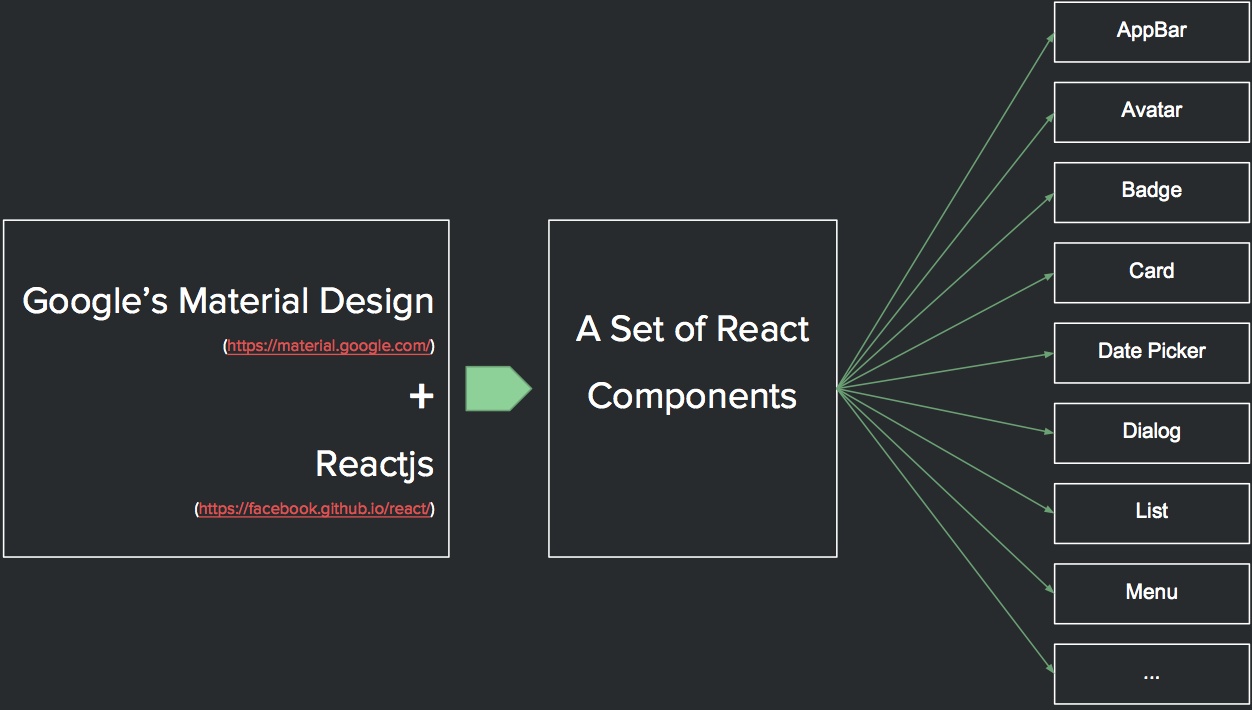 Google’s Material Design
(https://material.google.com/)
+
Reactjs
(https://facebook.github.io/react/)
A Set of React
Components
AppBar
Avatar
Badge
Card
Date Picker
Dialog
List
Menu
...